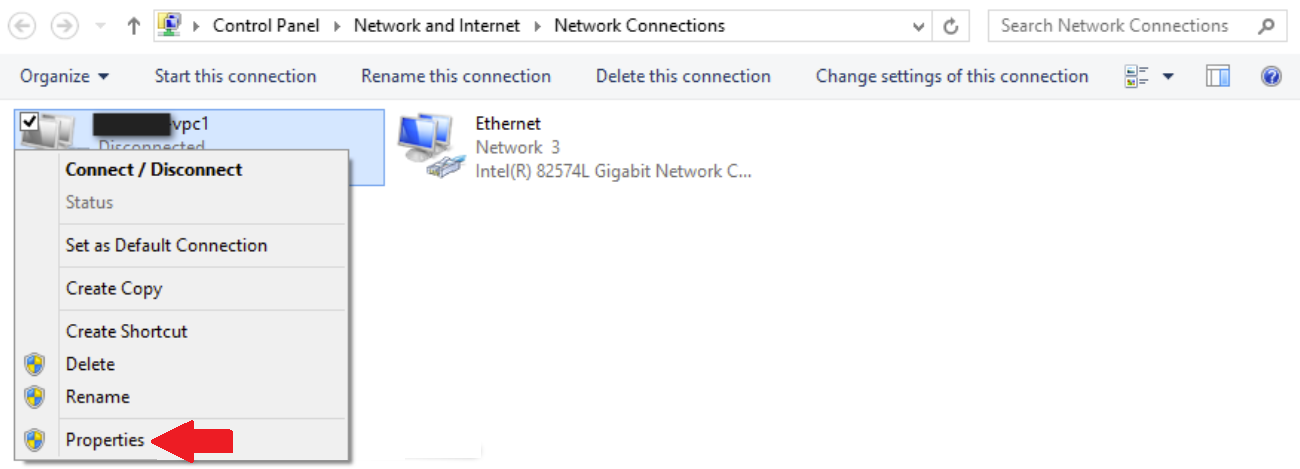 Control Panel Network and Internet Network Connections Search Network Connections
Organize Start this connection Rename this connection Delete this connection Change settings of this connection
vpc1
Disconnected
Ethernet
Network 3
Intel(R) 82574L Gigabit Network C...
Connect / Disconnect
Status
Set as Default Connection
Create Copy
Create Shortcut
Delete
Rename
Properties